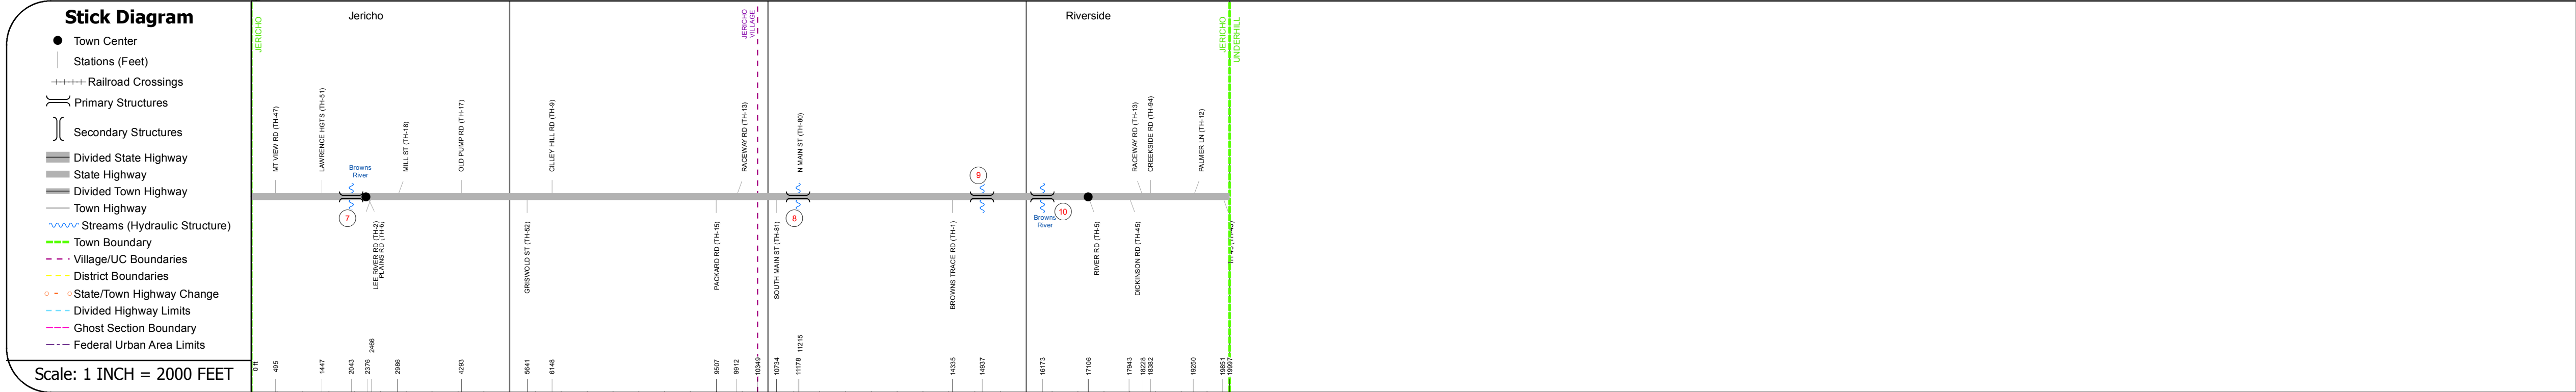 Stick Diagram
Town Center
Stations (Feet)
Railroad Crossings
Primary Structures
Secondary Structures
Divided State Highway
State Highway
Divided Town Highway
Town Highway
Streams (Hydraulic Structure)
Town Boundary
Village/UC Boundaries
District Boundaries
State/Town Highway Change
Divided Highway Limits
Ghost Section Boundary
Federal Urban Area Limits
Scale: 1 INCH = 2000 FEET
JERICHO
Jericho
JERICHO
VILLAGE
Riverside
JERICHO
UNDERHILL
MT VIEW RD (TH-47)
LAWRENCE HGTS (TH-51)
Browns
River
MILL ST (TH-18)
OLD PUMP RD (TH-17)
CILLEY HILL RD (TH-9)
RACEWAY RD (TH-13)
N MAIN ST (TH-80)
9
RACEWAY RD (TH-13)
CREEKSIDE RD (TH-94)
PALMER LN (TH-12)
7
LEE RIVER RD (TH-2)
PLAINS RD (TH-6)
GRISWOLD ST (TH-52)
PACKARD RD (TH-15)
SOUTH MAIN ST (TH-81)
8
BROWNS TRACE RD (TH-1)
Browns
River
10
RIVER RD (TH-5)
DICKINSON RD (TH-45)
0 ft
495
1447
2043
2376
2466
2986
4293
5641
6148
9507
9912
10349
10734
11178
11215
14335
14937
16173
17106
17943
18228
18382
19250
19851
19997